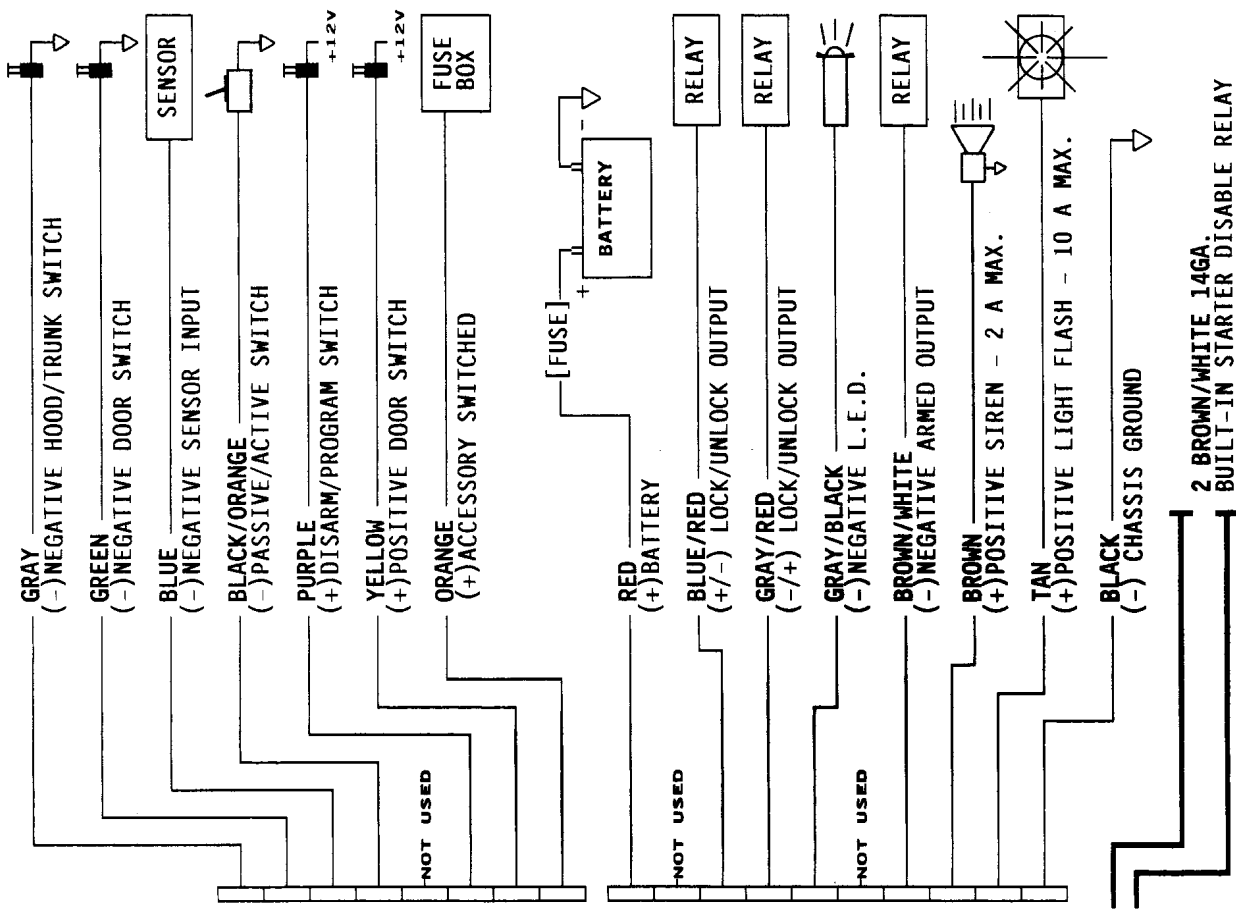 GRAY
(-)NEGATIVE HOOD/TRUNK SWITCH
GREEN
(-)NEGATIVE DOOR SWITCH
BLUE
(-)NEGATIVE SENSOR INPUT
SENSOR
BLACK/ORANGE
(-)PASSIVE/ACTIVE SWITCH
PURPLE
(+)DISARM/PROGRAM SWITCH
+12V
YELLOW
(+)POSITIVE DOOR SWITCH
+12V
ORANGE
(+)ACCESSORY SWITCHED
FUSE
BOX
NOT USED
RED
(+)BATTERY
[FUSE]
+
BATTERY
-
BLUE/RED
(+/-) LOCK/UNLOCK OUTPUT
RELAY
GRAY/RED
(-/+) LOCK/UNLOCK OUTPUT
RELAY
GRAY/BLACK
(-)NEGATIVE L.E.D.
BROWN/WHITE
(-)NEGATIVE ARMED OUTPUT
RELAY
BROWN
(+)POSITIVE SIREN - 2 A MAX.
TAN
(+)POSITIVE LIGHT FLASH - 10 A MAX.
BLACK
(-) CHASSIS GROUND
NOT USED
NOT USED
2 BROWN/WHITE 14GA.
BUILT-IN STARTER DISABLE RELAY